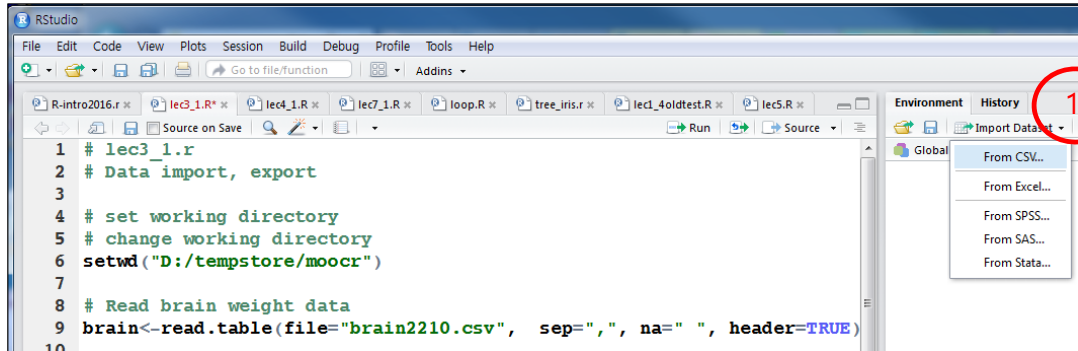 RStudio
File Edit Code View Plots Session Build Debug Profile Tools Help
Go to file/function Addins
R-intro2016.r lec3_1.R* lec4_1.R lec7_1.R loop.R tree_iris.r lec1_4oldtest.R lec5.R
Environment History
1
Source on Save Run Source
Import Dataset
Global
From CSV...
From Excel...
From SPSS...
From SAS...
From Stata...
1 # lec3_1.r
2 # Data import, export
3
4 # set working directory
5 # change working directory
6 setwd("D:/tempstore/moocr")
7
8 # Read brain weight data
9 brain<-read.table(file="brain2210.csv", sep=",", na=" ", header=TRUE)
10